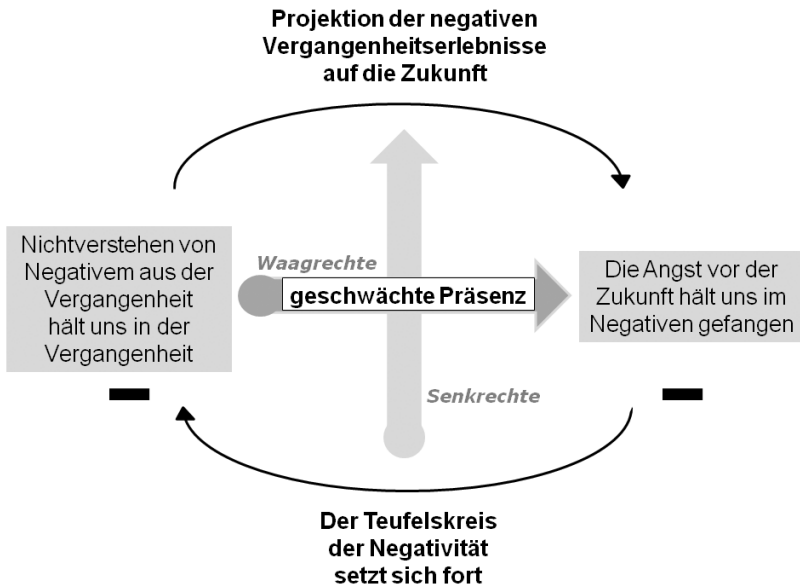 Projektion der negativen
Vergangenheitserlebnisse
auf die Zukunft
Nichtverstehen von
Negativem aus der
Vergangenheit
hält uns in der
Vergangenheit
Waagrechte
geschwächte Präsenz
Die Angst vor der
Zukunft hält uns im
Negativen gefangen
Senkrechte
Der Teufelskreis
der Negativität
setzt sich fort